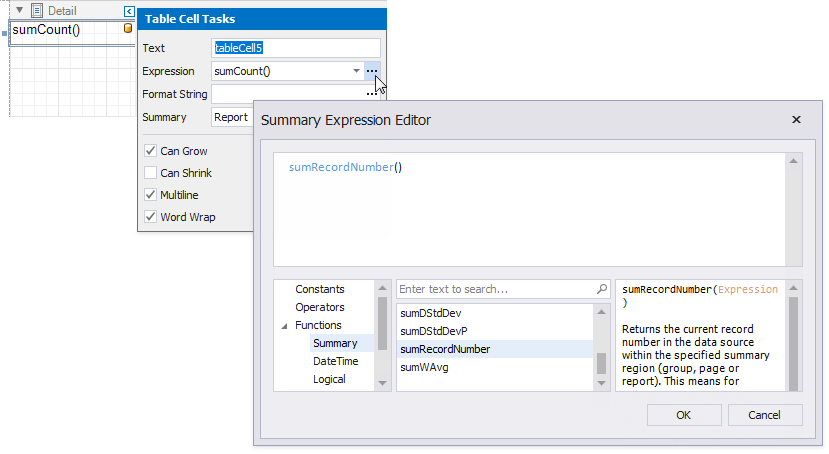 Detail
sumCount()
Table Cell Tasks
Text tableCell5
Expression sumCount() ...
Format String ...
Summary Report
Can Grow
Can Shrink
Multiline
Word Wrap
Summary Expression Editor
sumRecordNumber()
Constants
Operators
Functions
Summary
DateTime
Logical
Enter text to search...
sumDStdDev
sumDStdDevP
sumRecordNumber
sumWAvg
sumRecordNumber(Expression
)
Returns the current record
number in the data source
within the specified summary
region (group, page or
report). This means for
OK Cancel